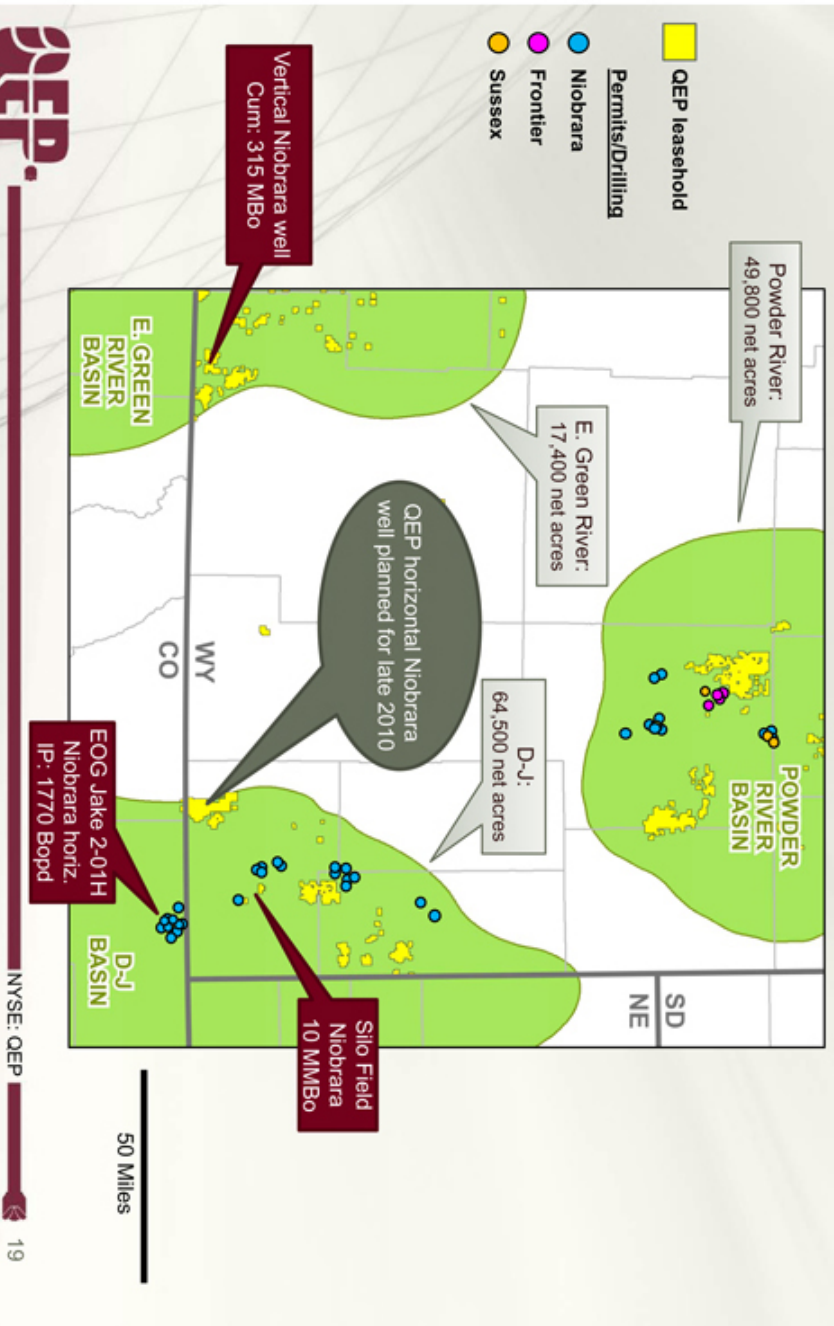 QEP leasehold
Permits/Drilling
Niobrara
Frontier
Sussex
Powder River:
49,800 net acres
E. Green River:
17,400 net acres
D-J:
64,500 net acres
POWDER
RIVER
BASIN
SD
NE
QEP horizontal Niobrara
well planned for late 2010
Vertical Niobrara well
Cum: 315 MBo
Silo Field
Niobrara
10 MMBo
WY
CO
E. GREEN
RIVER
BASIN
D-J
BASIN
EOG Jake 2-01H
Niobrara horiz.
IP: 1770 Bopd
50 Miles
QEP
NYSE: QEP
19